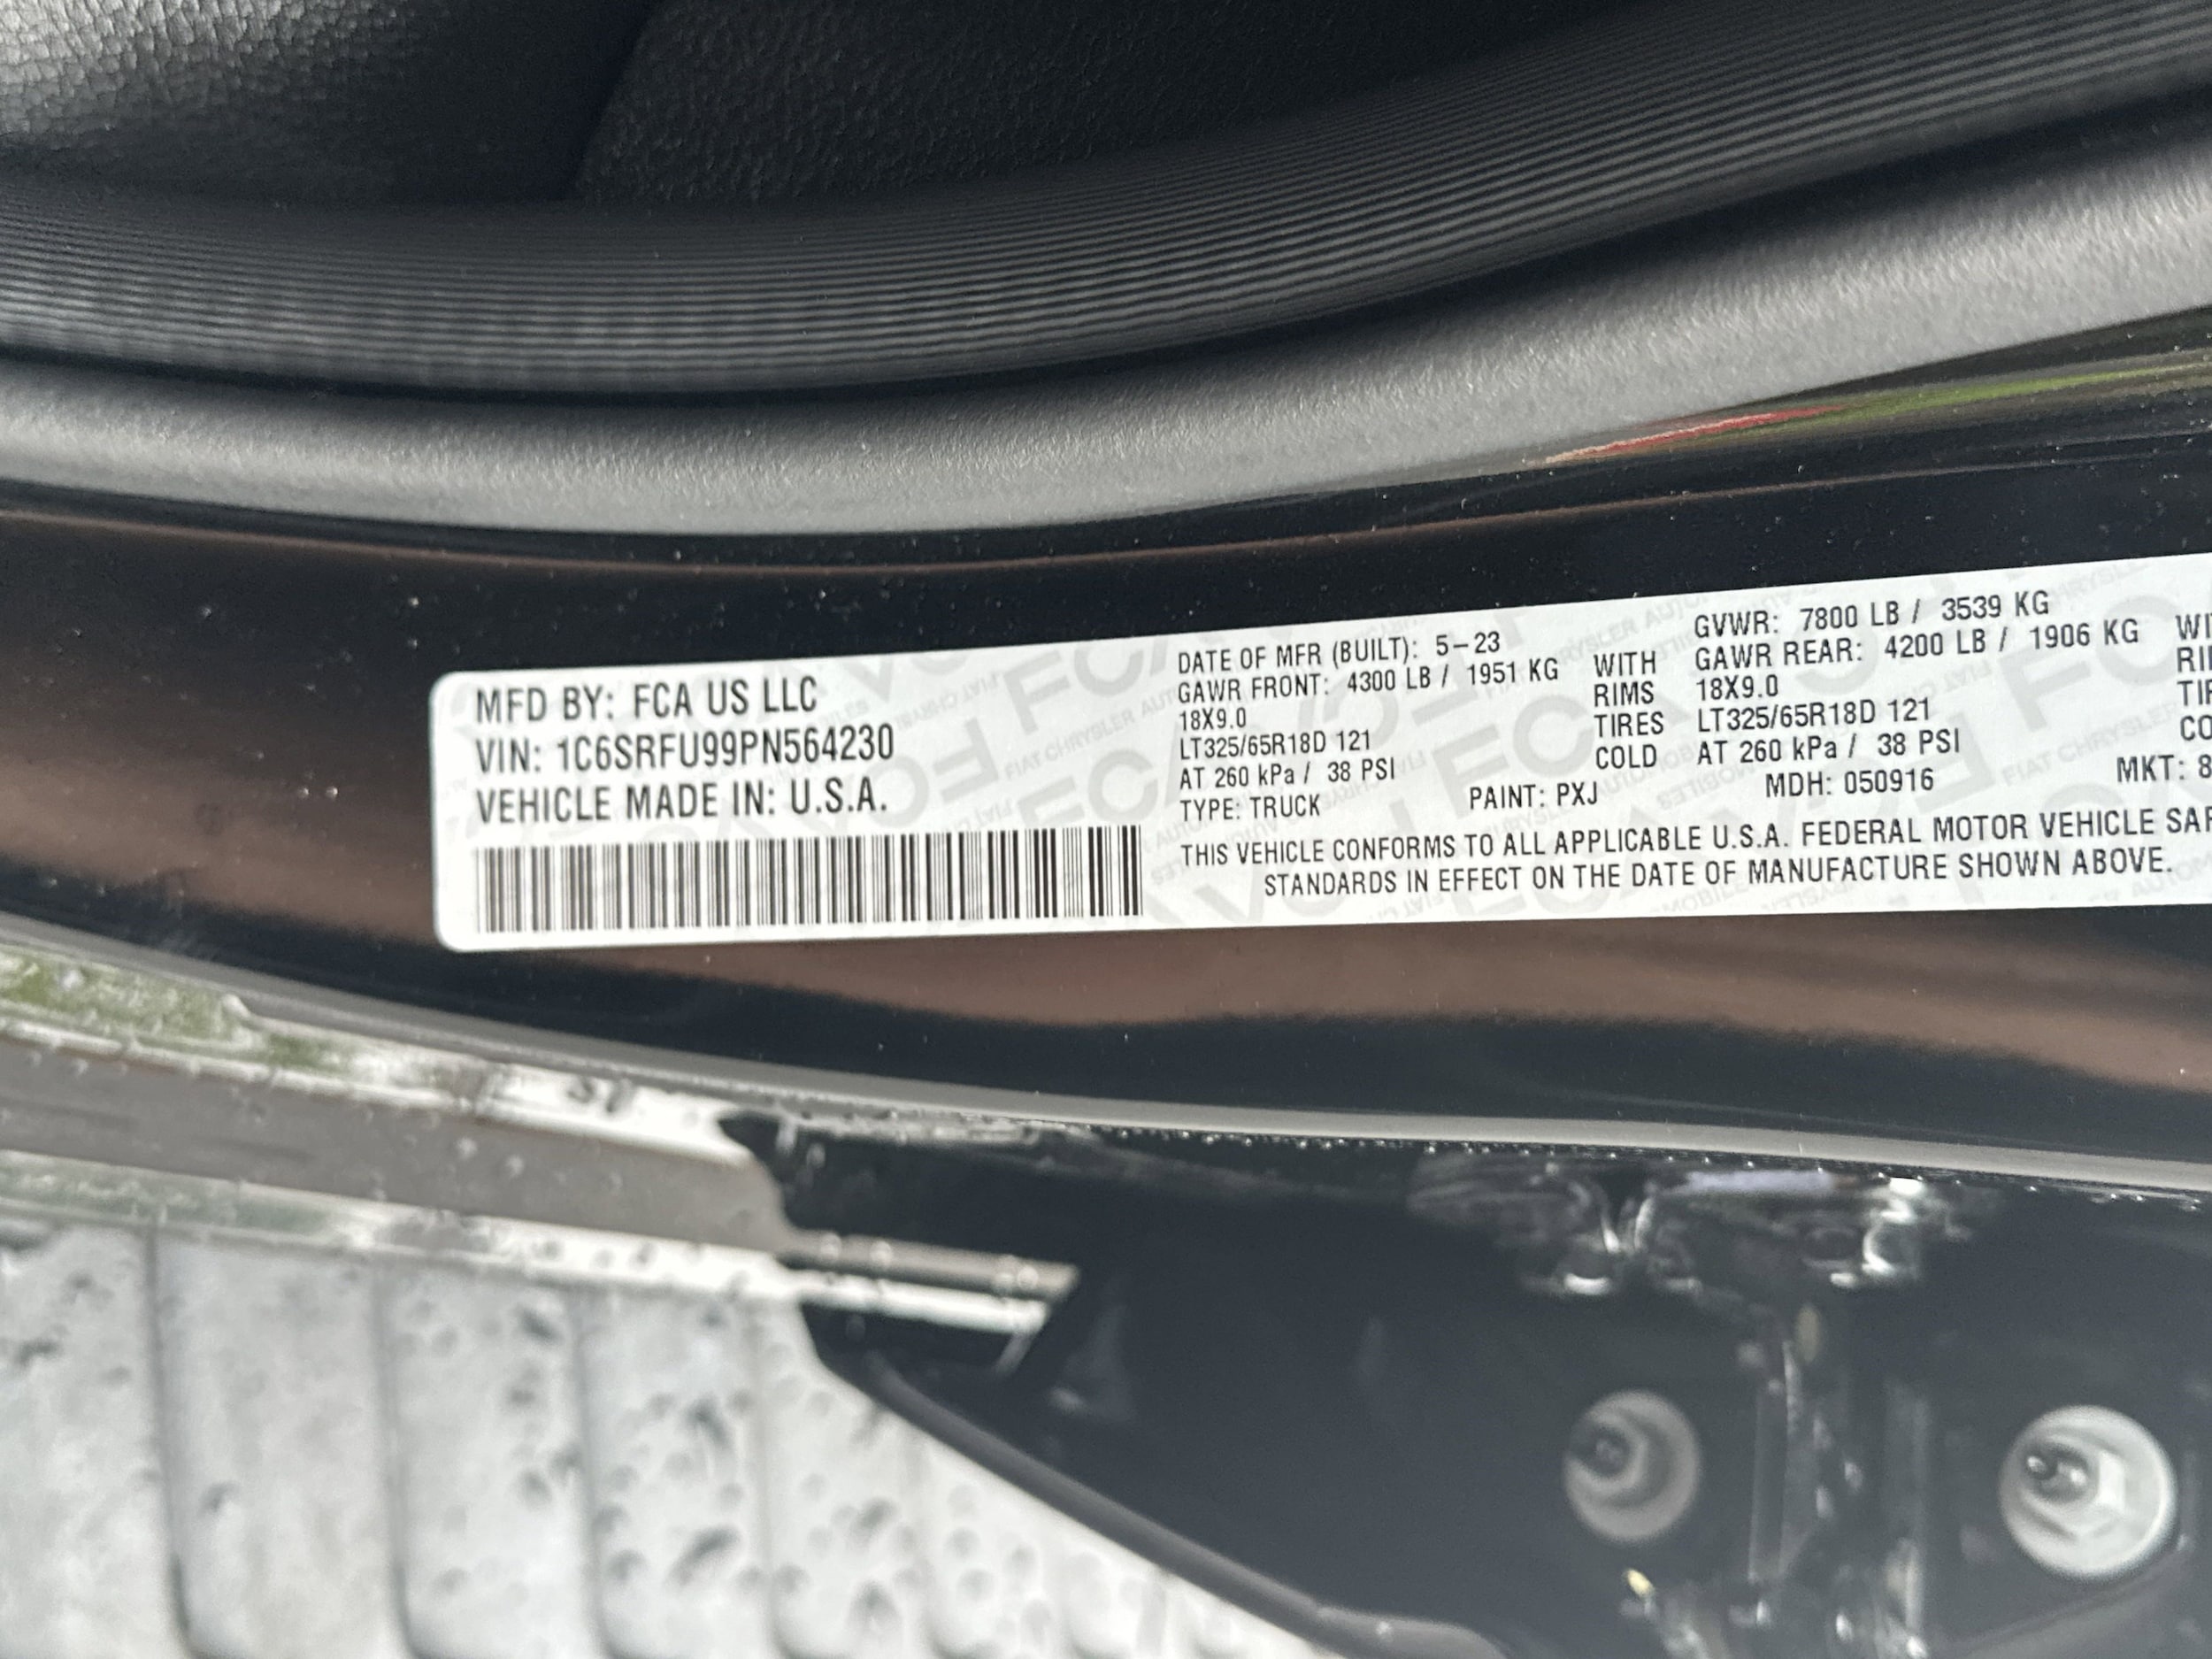 MFD BY: FCA US LLC
VIN: 1C6SRFU99PN564230
VEHICLE MADE IN: U.S.A.
DATE OF MFR (BUILT): 5-23
GAWR FRONT: 4300 LB / 1951 KG WITH
18X9.0 RIMS
LT325/65R18D 121 TIRES
AT 260 kPa / 38 PSI COLD
TYPE: TRUCK PAINT: PXJ MDH: 050916 MKT: 8
GVWR: 7800 LB / 3539 KG
GAWR REAR: 4200 LB / 1906 KG
18X9.0
LT325/65R18D 121
AT 260 kPa / 38 PSI
THIS VEHICLE CONFORMS TO ALL APPLICABLE U.S.A. FEDERAL MOTOR VEHICLE
STANDARDS IN EFFECT ON THE DATE OF MANUFACTURE SHOWN ABOVE.